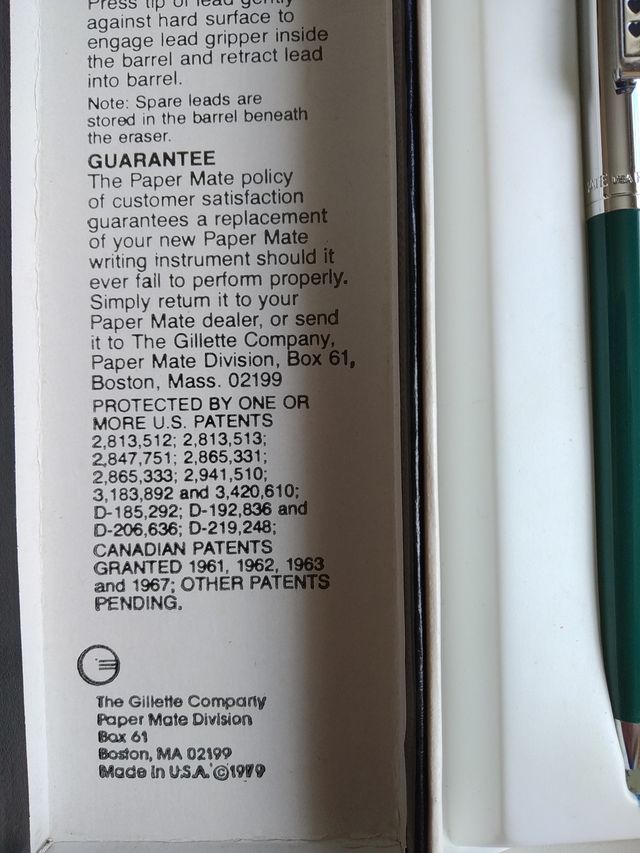 Press tip of lead gently
against hard surface to
engage lead gripper inside
the barrel and retract lead
into barrel.
Note: Spare leads are
stored in the barrel beneath
the eraser.
GUARANTEE
The Paper Mate policy
of customer satisfaction
guarantees a replacement
of your new Paper Mate
writing instrument should it
ever fail to perform properly.
Simply return it to your
Paper Mate dealer, or send
it to The Gillette Company,
Paper Mate Division, Box 61,
Boston, Mass. 02199
PROTECTED BY ONE OR
MORE U.S. PATENTS
2,813,512; 2,813,513;
2,847,751; 2,865,331;
2,865,333; 2,941,510;
3,183,892 and 3,420,610;
D-185,292; D-192,836 and
D-206,636; D-219,248;
CANADIAN PATENTS
GRANTED 1961, 1962, 1963
and 1967; OTHER PATENTS
PENDING.
The Gillette Company
Paper Mate Division
Box 61
Boston, MA 02199
Made in U.S.A. ©1979